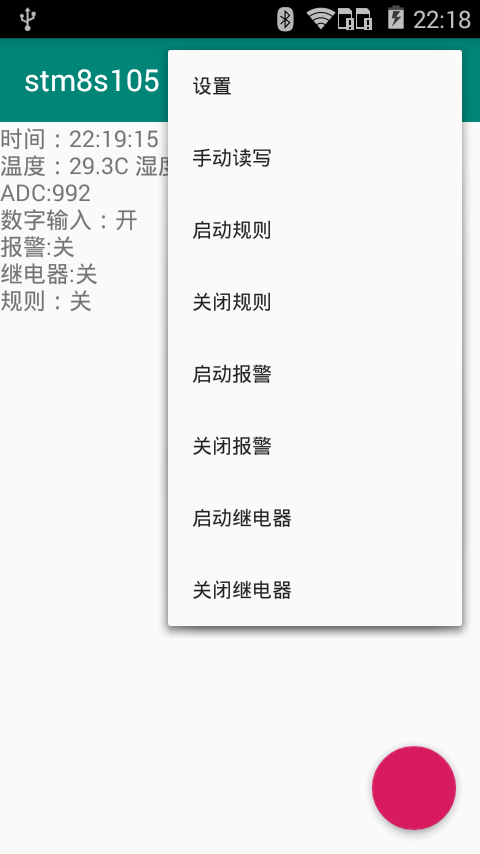 22:18
stm8s105
时间：22:19:15
温度：29.3C 湿度
ADC:992
数字输入：开
报警:关
继电器:关
规则：关
设置
手动读写
启动规则
关闭规则
启动报警
关闭报警
启动继电器
关闭继电器